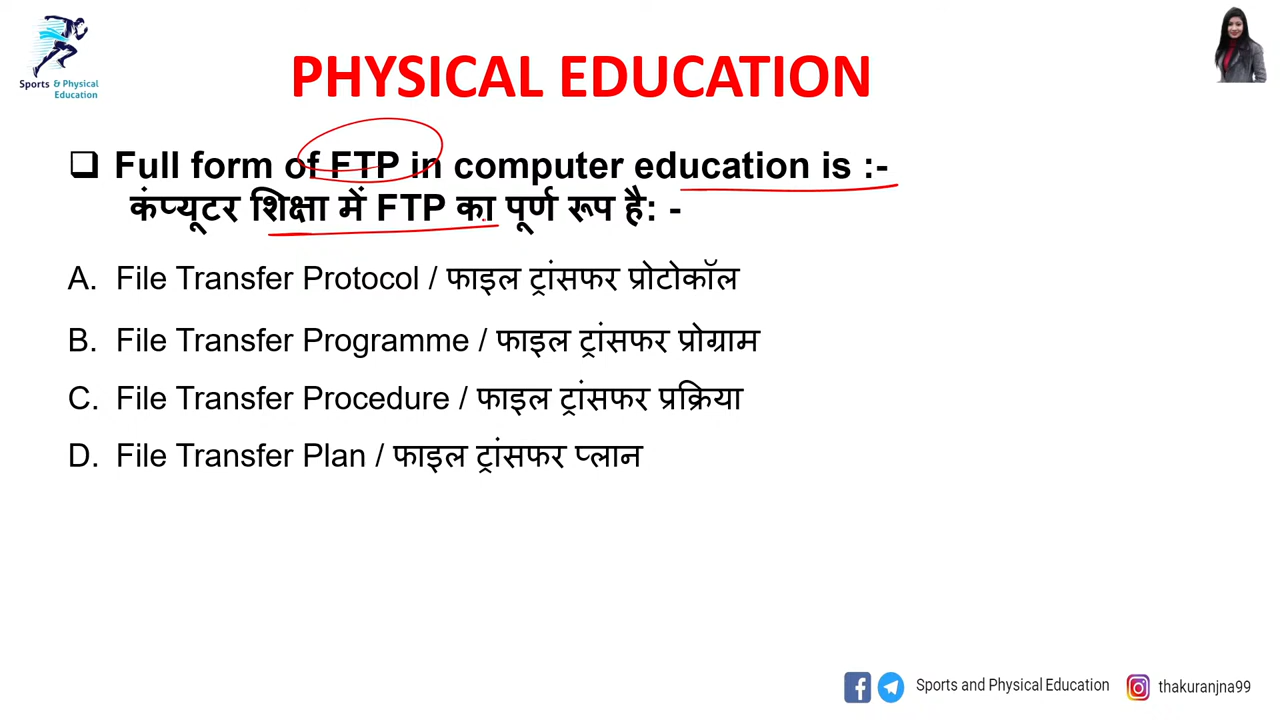 Sports & Physical
Education
PHYSICAL EDUCATION
Full form of FTP in computer education is :-
कंप्यूटर शिक्षा में FTP का पूर्ण रूप है: -
A. File Transfer Protocol / फाइल ट्रांसफर प्रोटोकॉल
B. File Transfer Programme / फाइल ट्रांसफर प्रोग्राम
C. File Transfer Procedure / फाइल ट्रांसफर प्रक्रिया
D. File Transfer Plan / फाइल ट्रांसफर प्लान
Sports and Physical Education thakuranjna99